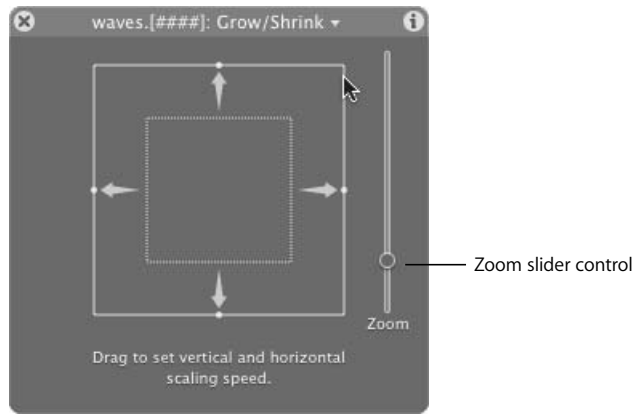 waves.[####]: Grow/Shrink
Zoom slider control
Zoom
Drag to set vertical and horizontal
scaling speed.